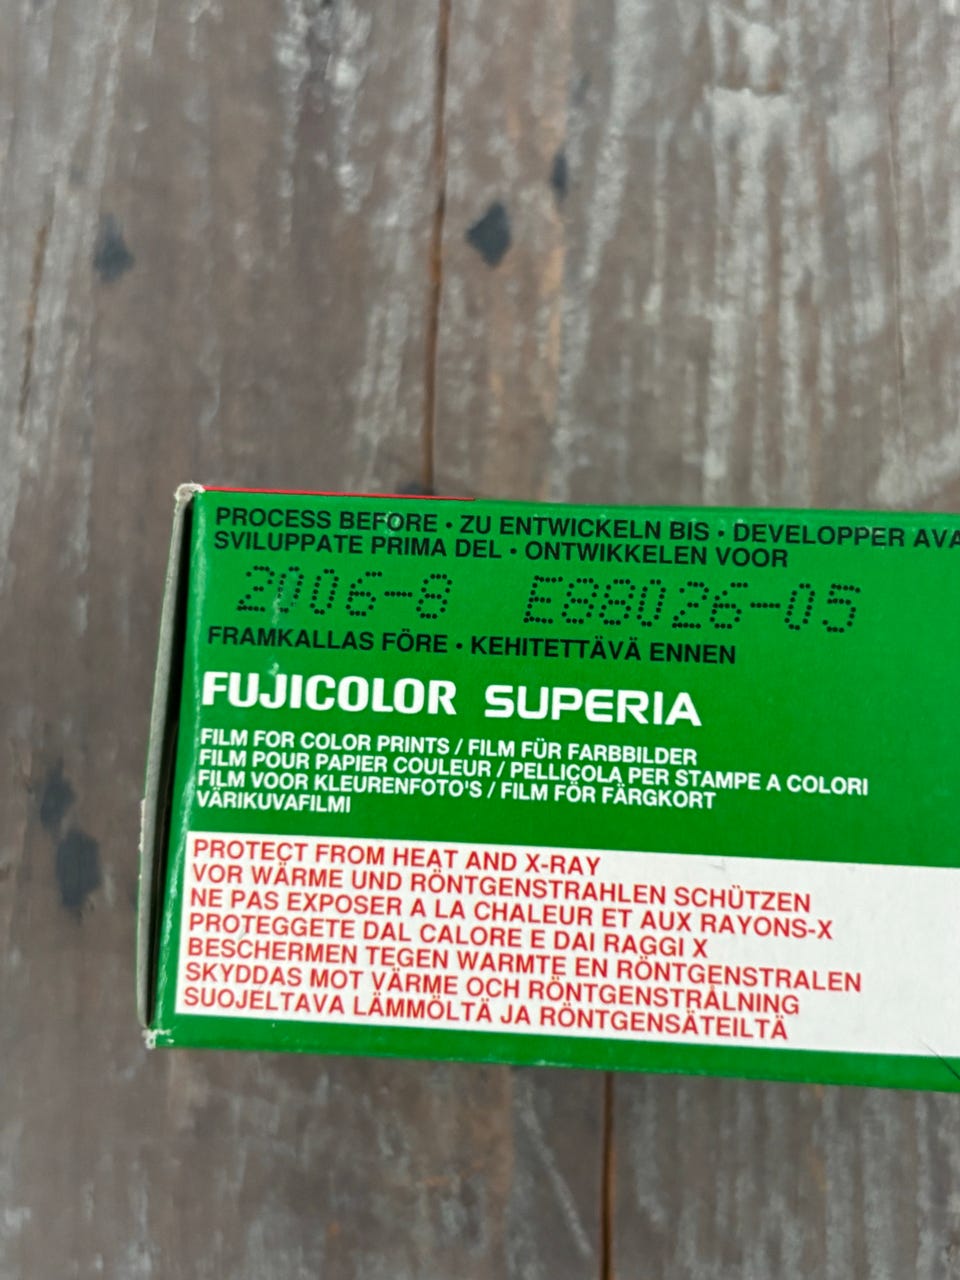 PROCESS BEFORE • ZU ENTWICKELN BIS • DEVELOPPER AVA
SVILUPPATE PRIMA DEL • ONTWIKKELEN VOOR
2006-8 E88026-05
FRAMKALLAS FÖRE • KEHITETTÄVÄ ENNEN
FUJICOLOR SUPERIA
FILM FOR COLOR PRINTS / FILM FÜR FARBBILDER
FILM POUR PAPIER COULEUR / PELLICOLA PER STAMPE A COLORI
FILM VOOR KLEURENFOTO'S / FILM FÖR FÄRGKORT
VÄRIKUVAFILMI
PROTECT FROM HEAT AND X-RAY
VOR WÄRME UND RÖNTGENSTRAHLEN SCHÜTZEN
NE PAS EXPOSER A LA CHALEUR ET AUX RAYONS-X
PROTEGGETE DAL CALORE E DAI RAGGI X
BESCHERMEN TEGEN WARMTE EN RÖNTGENSTRALEN
SKYDDAS MOT VÄRME OCH RÖNTGENSTRÅLNING
SUOJELTAVA LÄMMÖLTÄ JA RÖNTGENSÄTEILTÄ